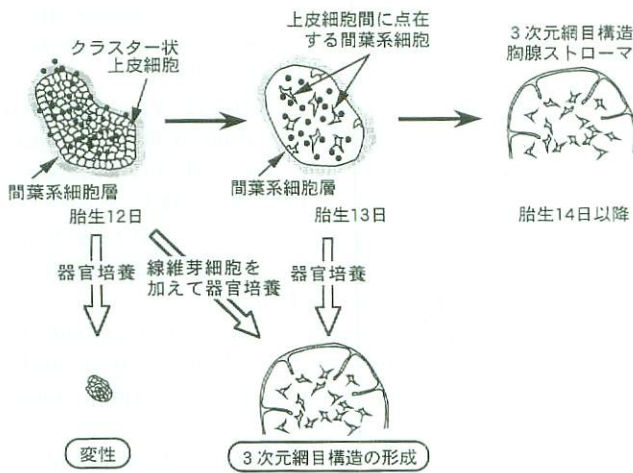 クラスター状
上皮細胞
上皮細胞間に点在
する間葉系細胞
3次元網目構造
胸腺ストローマ
間葉系細胞層
間葉系細胞層
胎生12日
胎生13日
胎生14日以降
器官培養
線維芽細胞を
加えて器官培養
器官培養
変性
3次元網目構造の形成